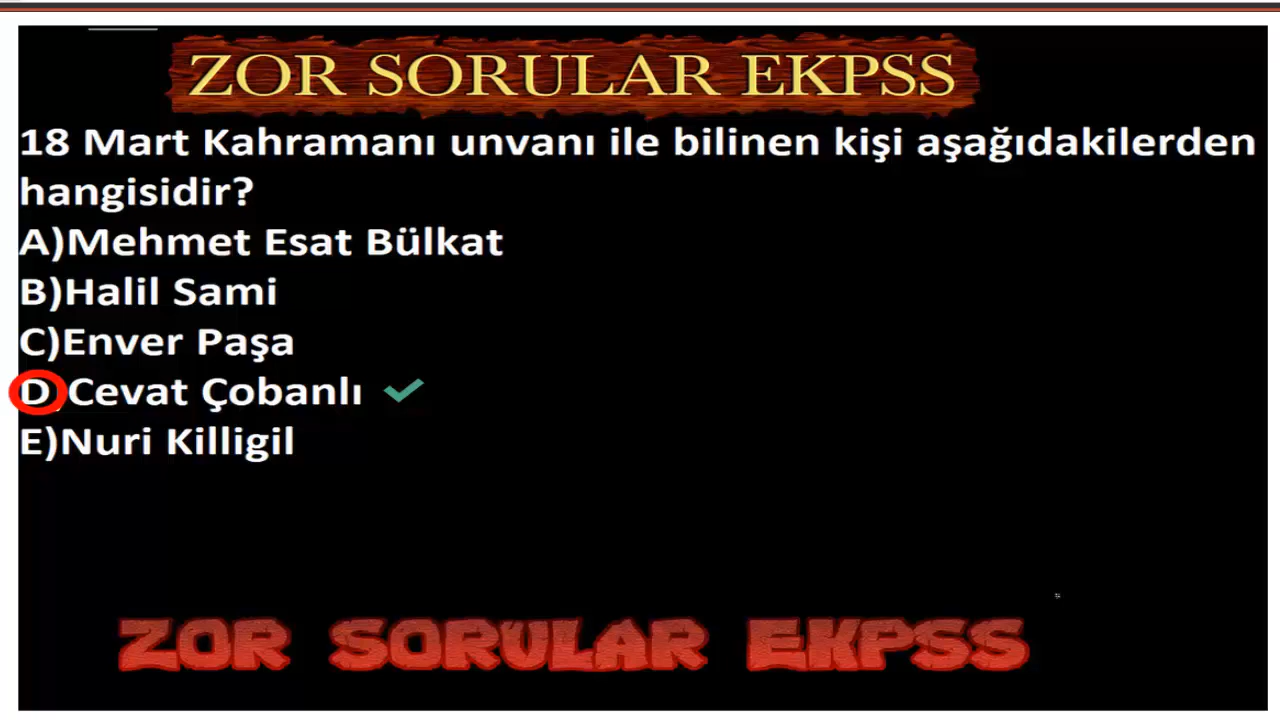 ZOR SORULAR EKPSS
18 Mart Kahramanı unvanı ile bilinen kişi aşağıdakilerden
hangisidir?
A)Mehmet Esat Bülkat
B)Halil Sami
C)Enver Paşa
D)Cevat Çobanlı
E)Nuri Killigil
ZOR SORULAR EKPSS